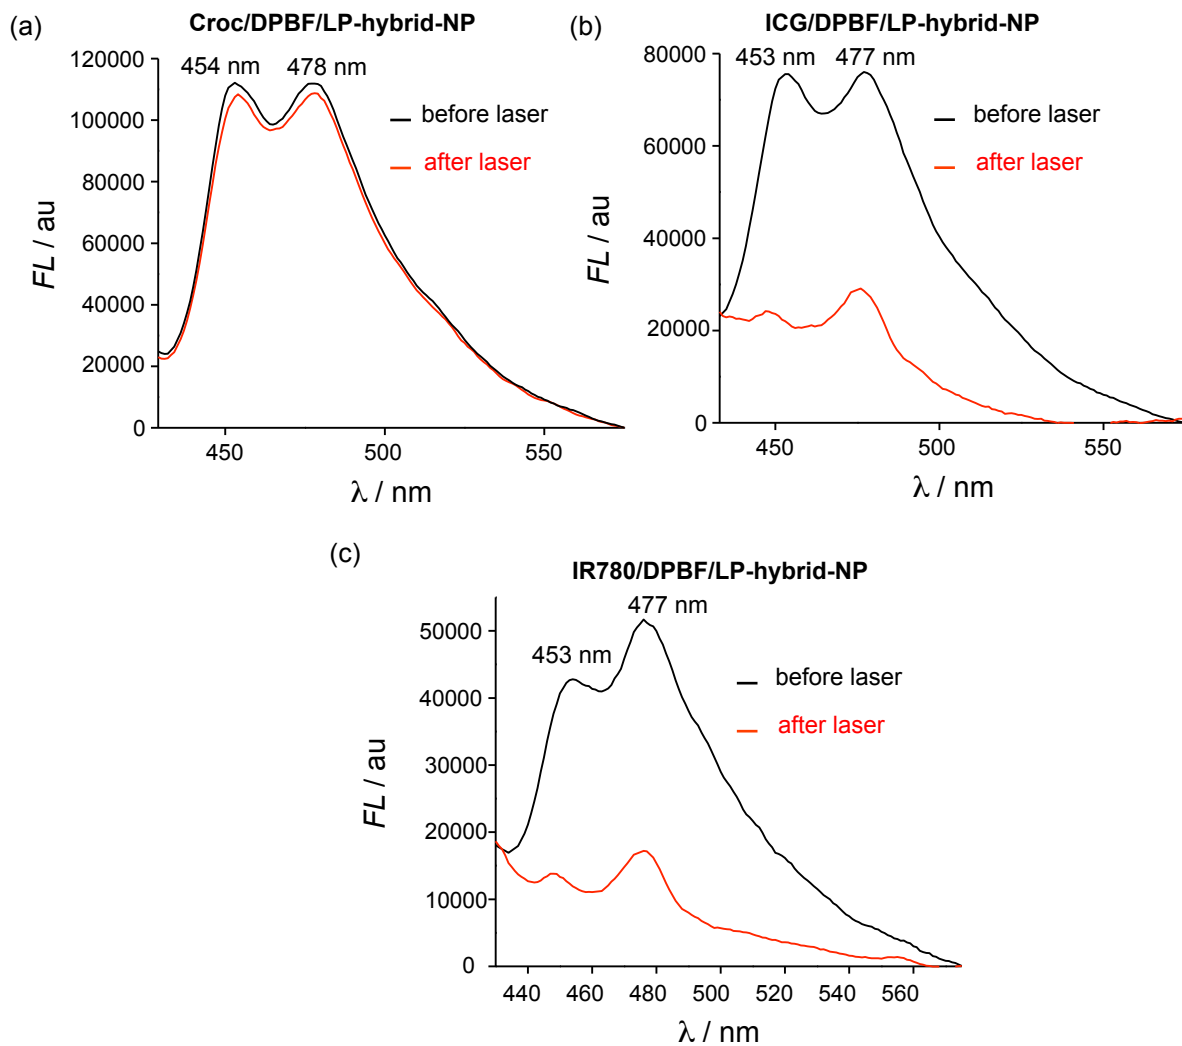 (a)
Croc/DPBF/LP-hybrid-NP
120000
100000
80000
60000
40000
20000
0
FL / au
454 nm
478 nm
before laser
after laser
450
500
550
λ / nm
(b)
ICG/DPBF/LP-hybrid-NP
80000
60000
40000
20000
0
FL / au
453 nm
477 nm
before laser
after laser
450
500
550
λ / nm
(c)
IR780/DPBF/LP-hybrid-NP
50000
40000
30000
20000
10000
0
FL / au
453 nm
477 nm
before laser
after laser
440
460
480
500
520
540
560
λ / nm